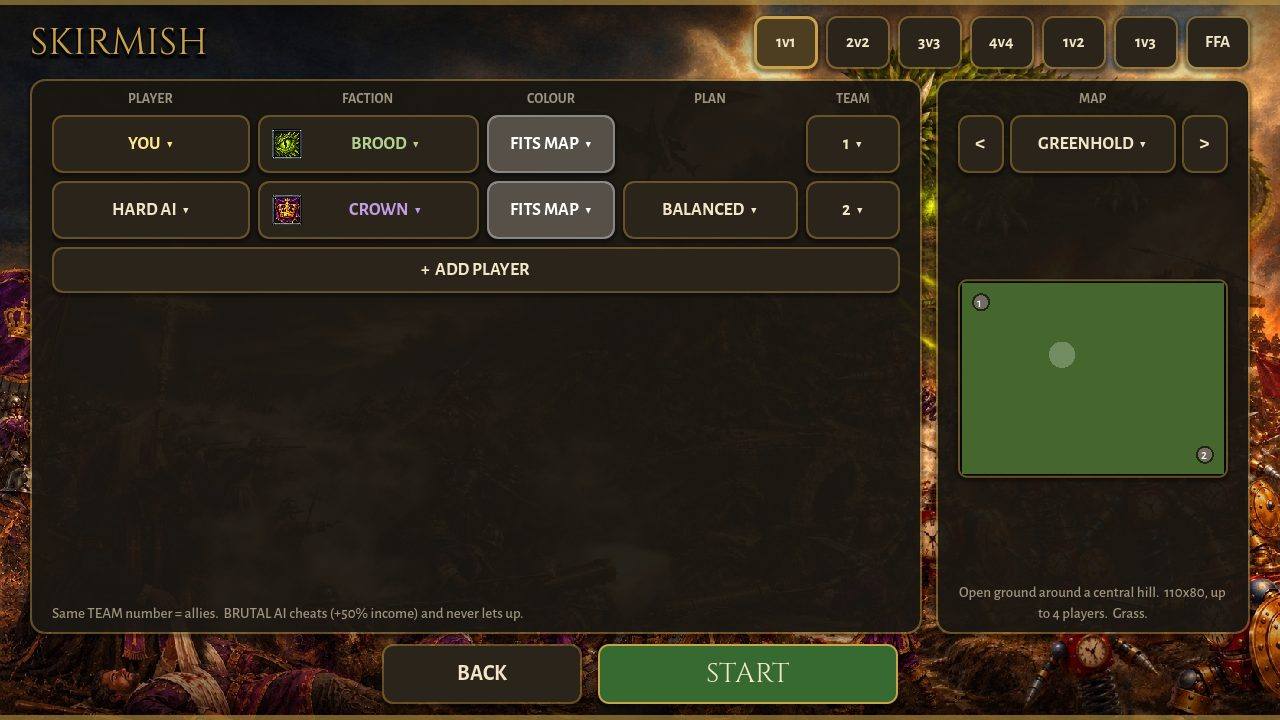 SKIRMISH
1v1 2v2 3v3 4v4 1v2 1v3 FFA
PLAYER FACTION COLOUR PLAN TEAM
YOU ▾ BROOD ▾ FITS MAP ▾ 1 ▾
HARD AI ▾ CROWN ▾ FITS MAP ▾ BALANCED ▾ 2 ▾
+ ADD PLAYER
Same TEAM number = allies. BRUTAL AI cheats (+50% income) and never lets up.
MAP
< GREENHOLD ▾ >
1
2
Open ground around a central hill. 110x80, up
to 4 players. Grass.
BACK START